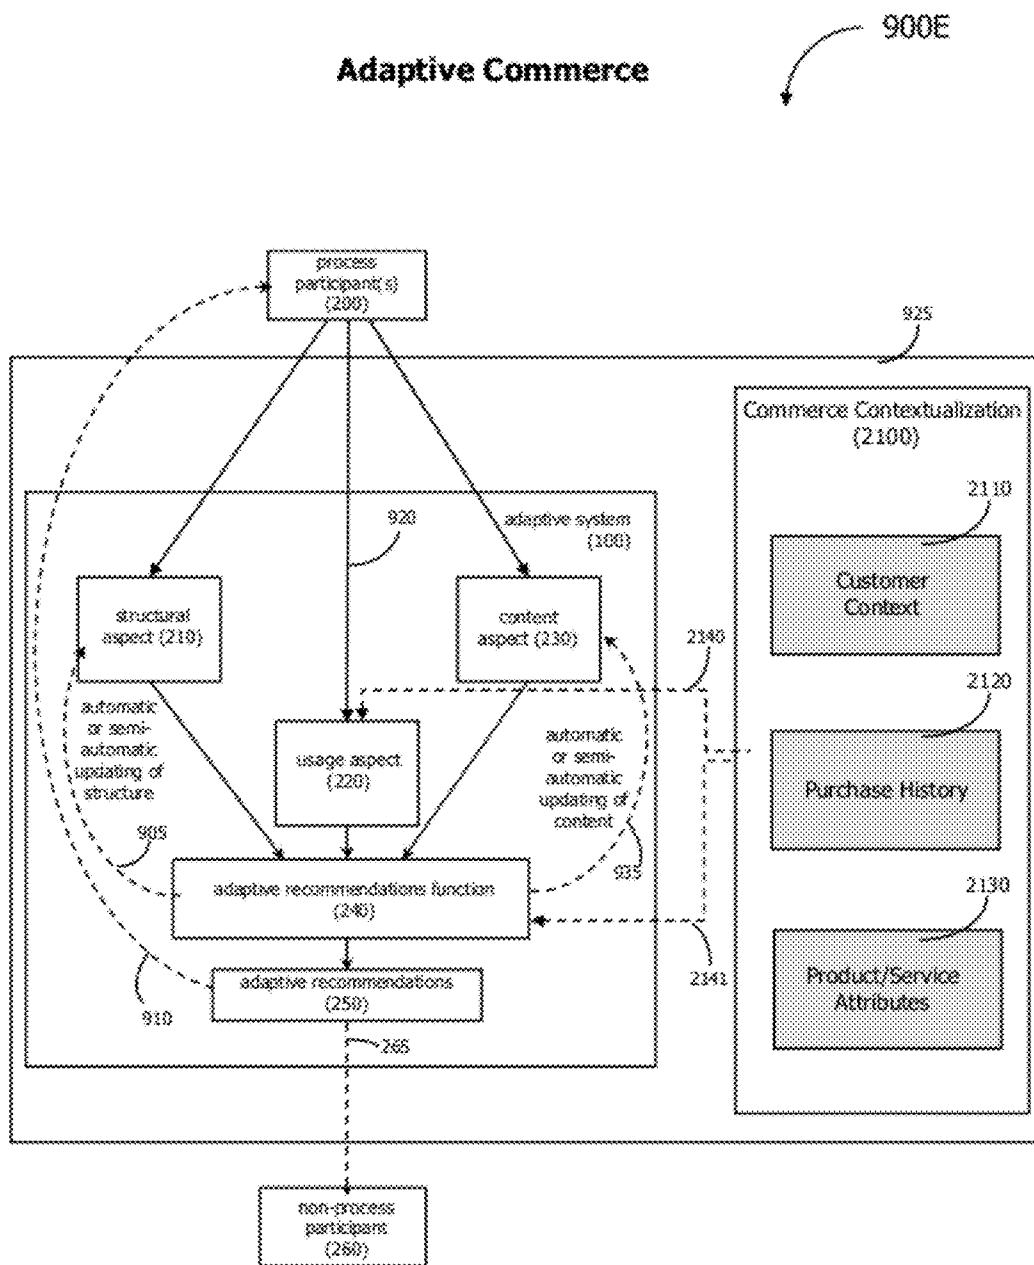 900E
Adaptive Commerce
process
participant(s)
(200)
925
Commerce Contextualization
(2100)
2110
920
adaptive system
(100)
Customer
Context
structural
aspect (210)
content
aspect (230)
2140
2120
automatic
or semi-
automatic
updating of
structure
usage aspect
(220)
automatic
or semi-
automatic
updating of
content
Purchase History
905
935
adaptive recommendations function
(240)
2130
2141
adaptive recommendations
(250)
Product/Service
Attributes
910
265
non-process
participant
(260)